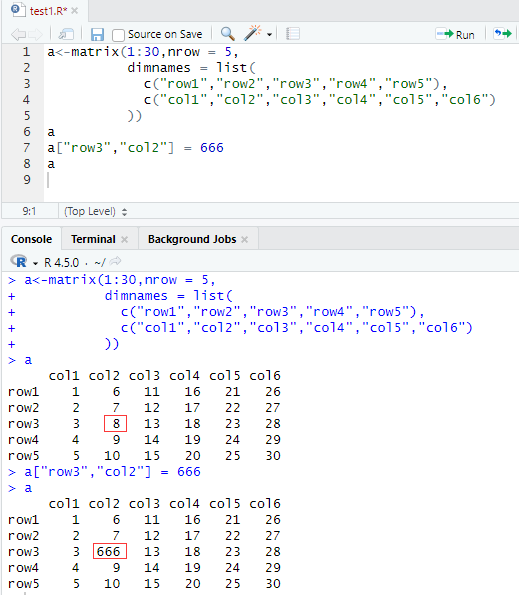 test1.R*
Source on Save
Run
1 a<-matrix(1:30,nrow = 5,
2 dimnames = list(
3 c("row1","row2","row3","row4","row5"),
4 c("col1","col2","col3","col4","col5","col6")
5 ))
6 a
7 a["row3","col2"] = 666
8 a
9
9:1 (Top Level)
Console Terminal Background Jobs
R R 4.5.0 · ~/
> a<-matrix(1:30,nrow = 5,
+ dimnames = list(
+ c("row1","row2","row3","row4","row5"),
+ c("col1","col2","col3","col4","col5","col6")
+ ))
> a
col1 col2 col3 col4 col5 col6
row1 1 6 11 16 21 26
row2 2 7 12 17 22 27
row3 3 8 13 18 23 28
row4 4 9 14 19 24 29
row5 5 10 15 20 25 30
> a["row3","col2"] = 666
> a
col1 col2 col3 col4 col5 col6
row1 1 6 11 16 21 26
row2 2 7 12 17 22 27
row3 3 666 13 18 23 28
row4 4 9 14 19 24 29
row5 5 10 15 20 25 30